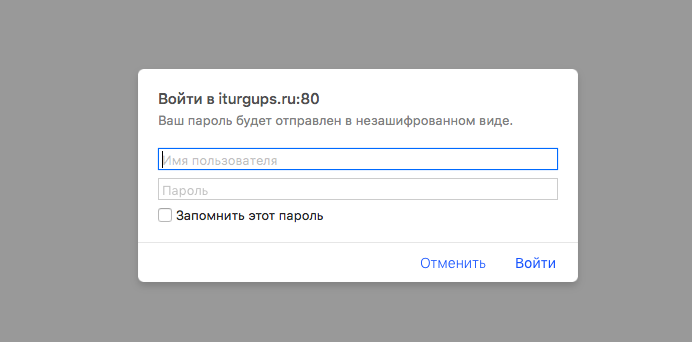 Войти в iturgups.ru:80
Ваш пароль будет отправлен в незашифрованном виде.
Имя пользователя
Пароль
Запомнить этот пароль
Отменить Войти